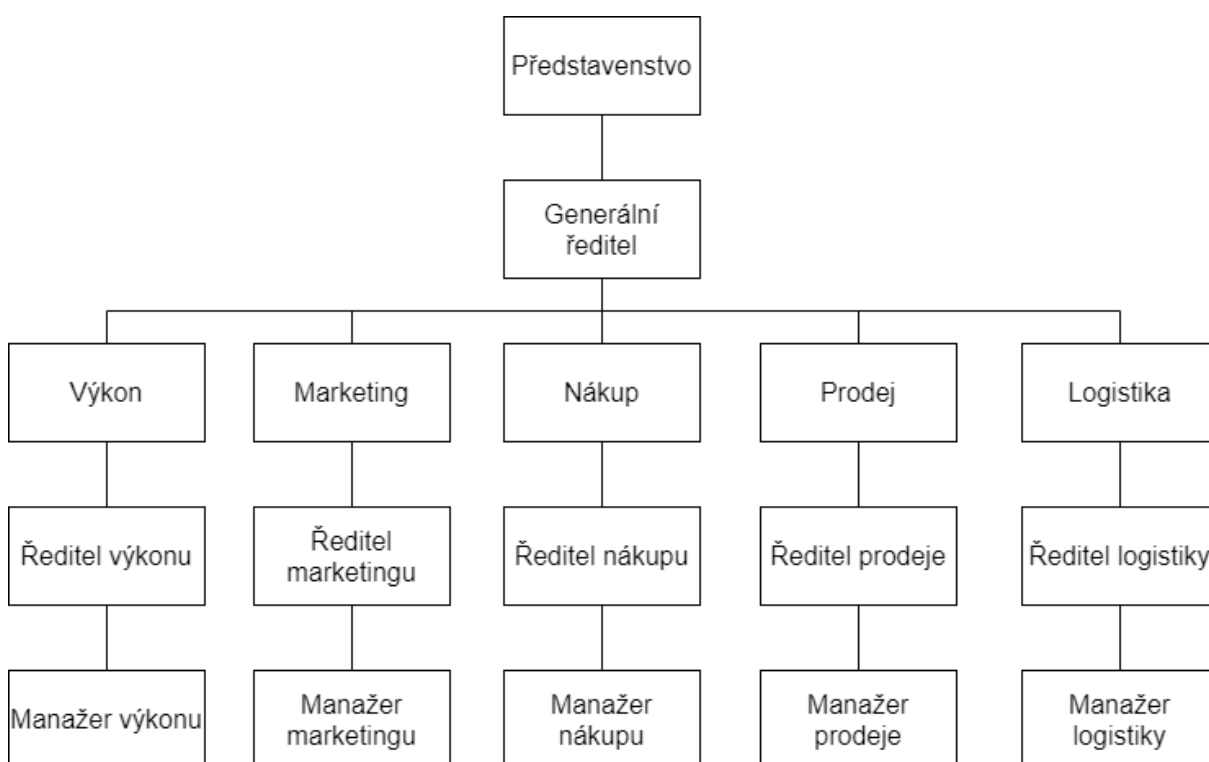 Představenstvo
Generální
ředitel
Výkon
Marketing
Nákup
Prodej
Logistika
Ředitel výkonu
Ředitel
marketingu
Ředitel nákupu
Ředitel prodeje
Ředitel logistiky
Manažer výkonu
Manažer
marketingu
Manažer
nákupu
Manažer
prodeje
Manažer
logistiky